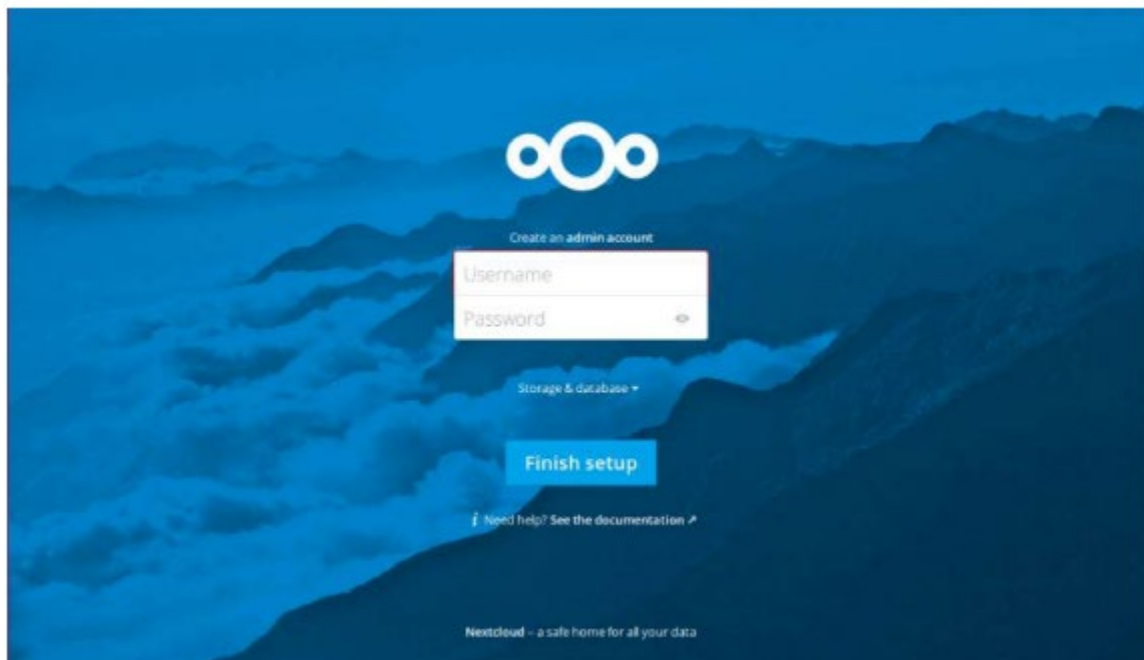 Create an admin account
Username
Password
Storage & database
Finish setup
i Need help? See the documentation ↗
Nextcloud – a safe home for all your data